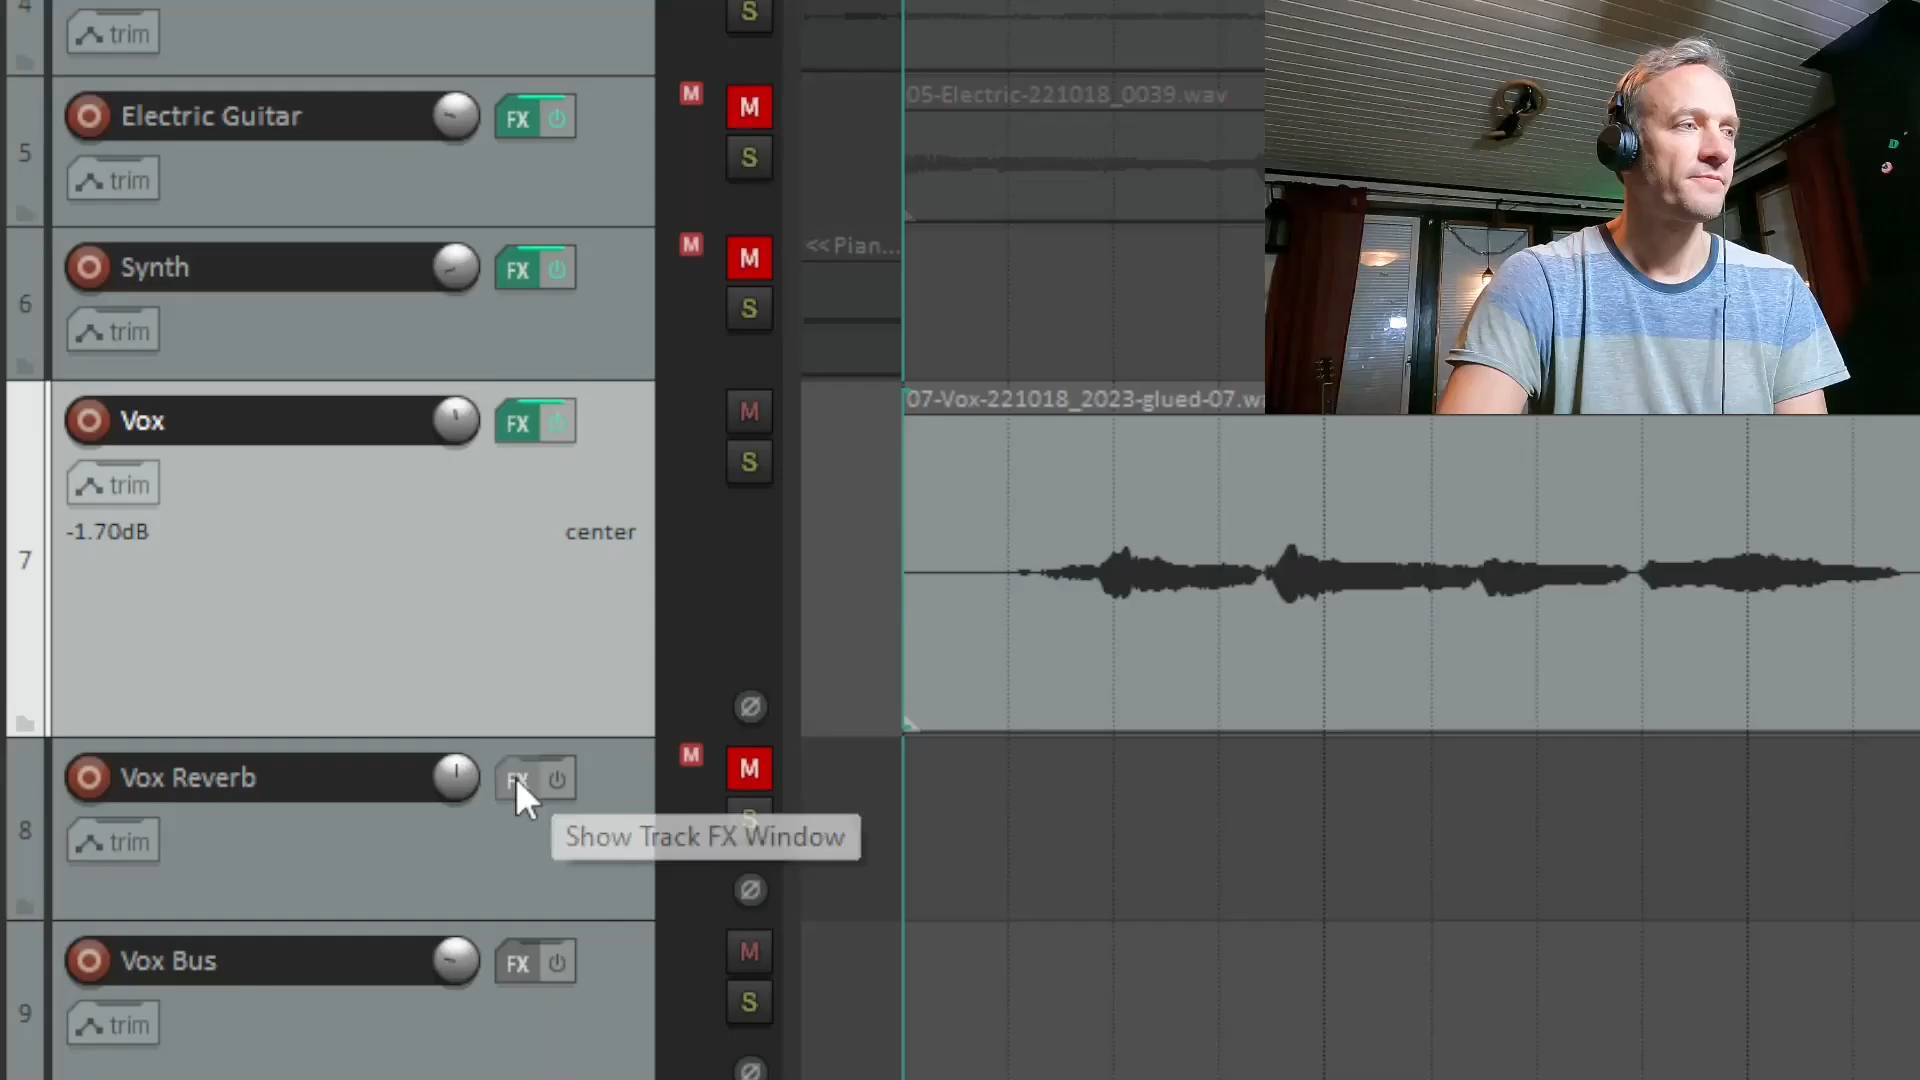 4
trim
S
5
Electric Guitar
FX
M
M
S
trim
05-Electric-221018_0039.wav
6
Synth
FX
M
M
S
trim
<< Pian...
7
Vox
FX
M
S
trim
-1.70dB
center
07-Vox-221018_2023-glued-07.w
8
Vox Reverb
FX
M
M
S
trim
Show Track FX Window
9
Vox Bus
FX
M
S
trim